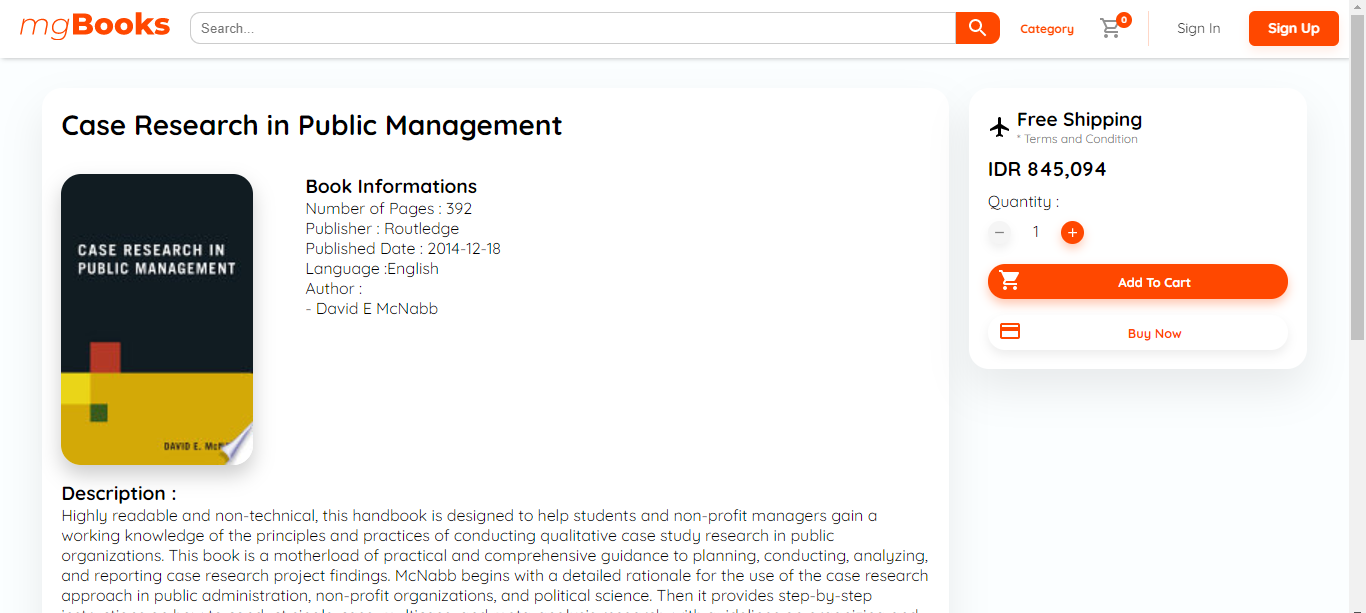 mgBooks
Search...
Category
0
Sign In
Sign Up
Case Research in Public Management
CASE RESEARCH IN
PUBLIC MANAGEMENT
DAVID E.
Book Informations
Number of Pages : 392
Publisher : Routledge
Published Date : 2014-12-18
Language :English
Author :
- David E McNabb
Description :
Highly readable and non-technical, this handbook is designed to help students and non-profit managers gain a
working knowledge of the principles and practices of conducting qualitative case study research in public
organizations. This book is a motherload of practical and comprehensive guidance to planning, conducting, analyzing,
and reporting case research project findings. McNabb begins with a detailed rationale for the use of the case research
approach in public administration, non-profit organizations, and political science. Then it provides step-by-step
Free Shipping
* Terms and Condition
IDR 845,094
Quantity :
1
Add To Cart
Buy Now